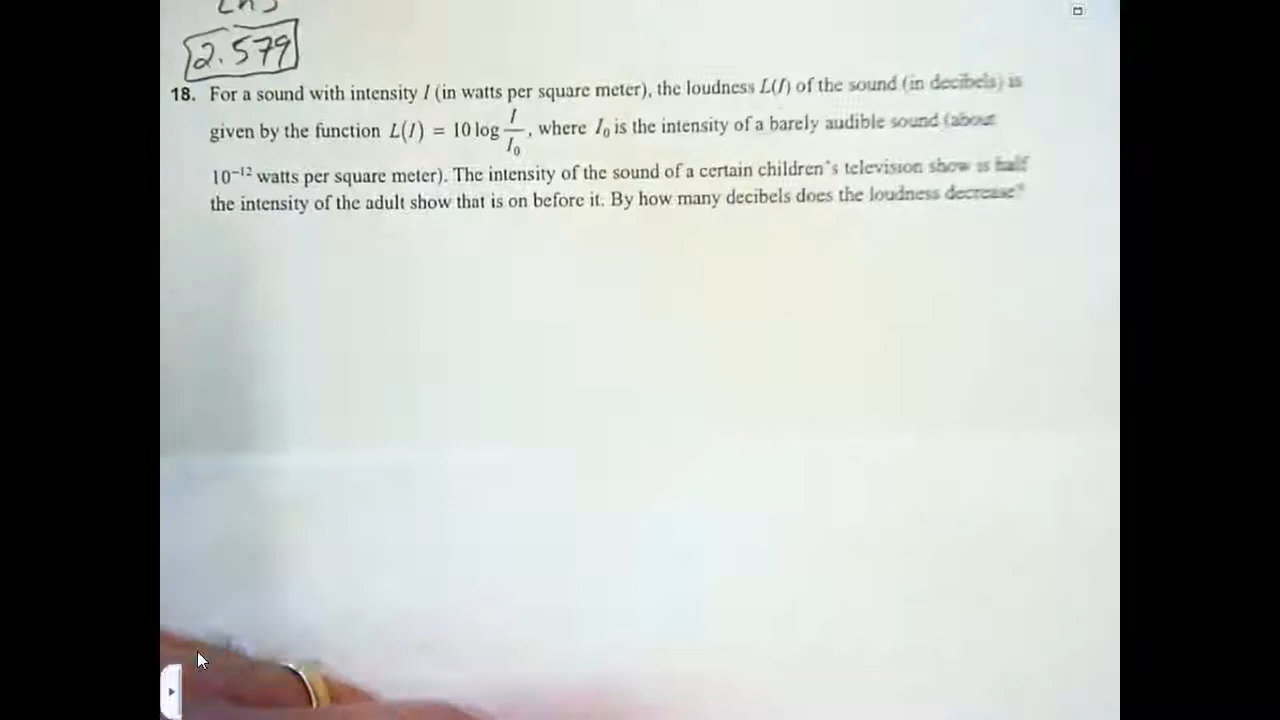 2.579
18. For a sound with intensity I (in watts per square meter), the loudness L(I) of the sound (in decibels) is
given by the function L(I) = 10 log I/I₀, where I₀ is the intensity of a barely audible sound (about
10⁻¹² watts per square meter). The intensity of the sound of a certain children's television show is half
the intensity of the adult show that is on before it. By how many decibels does the loudness decrease?